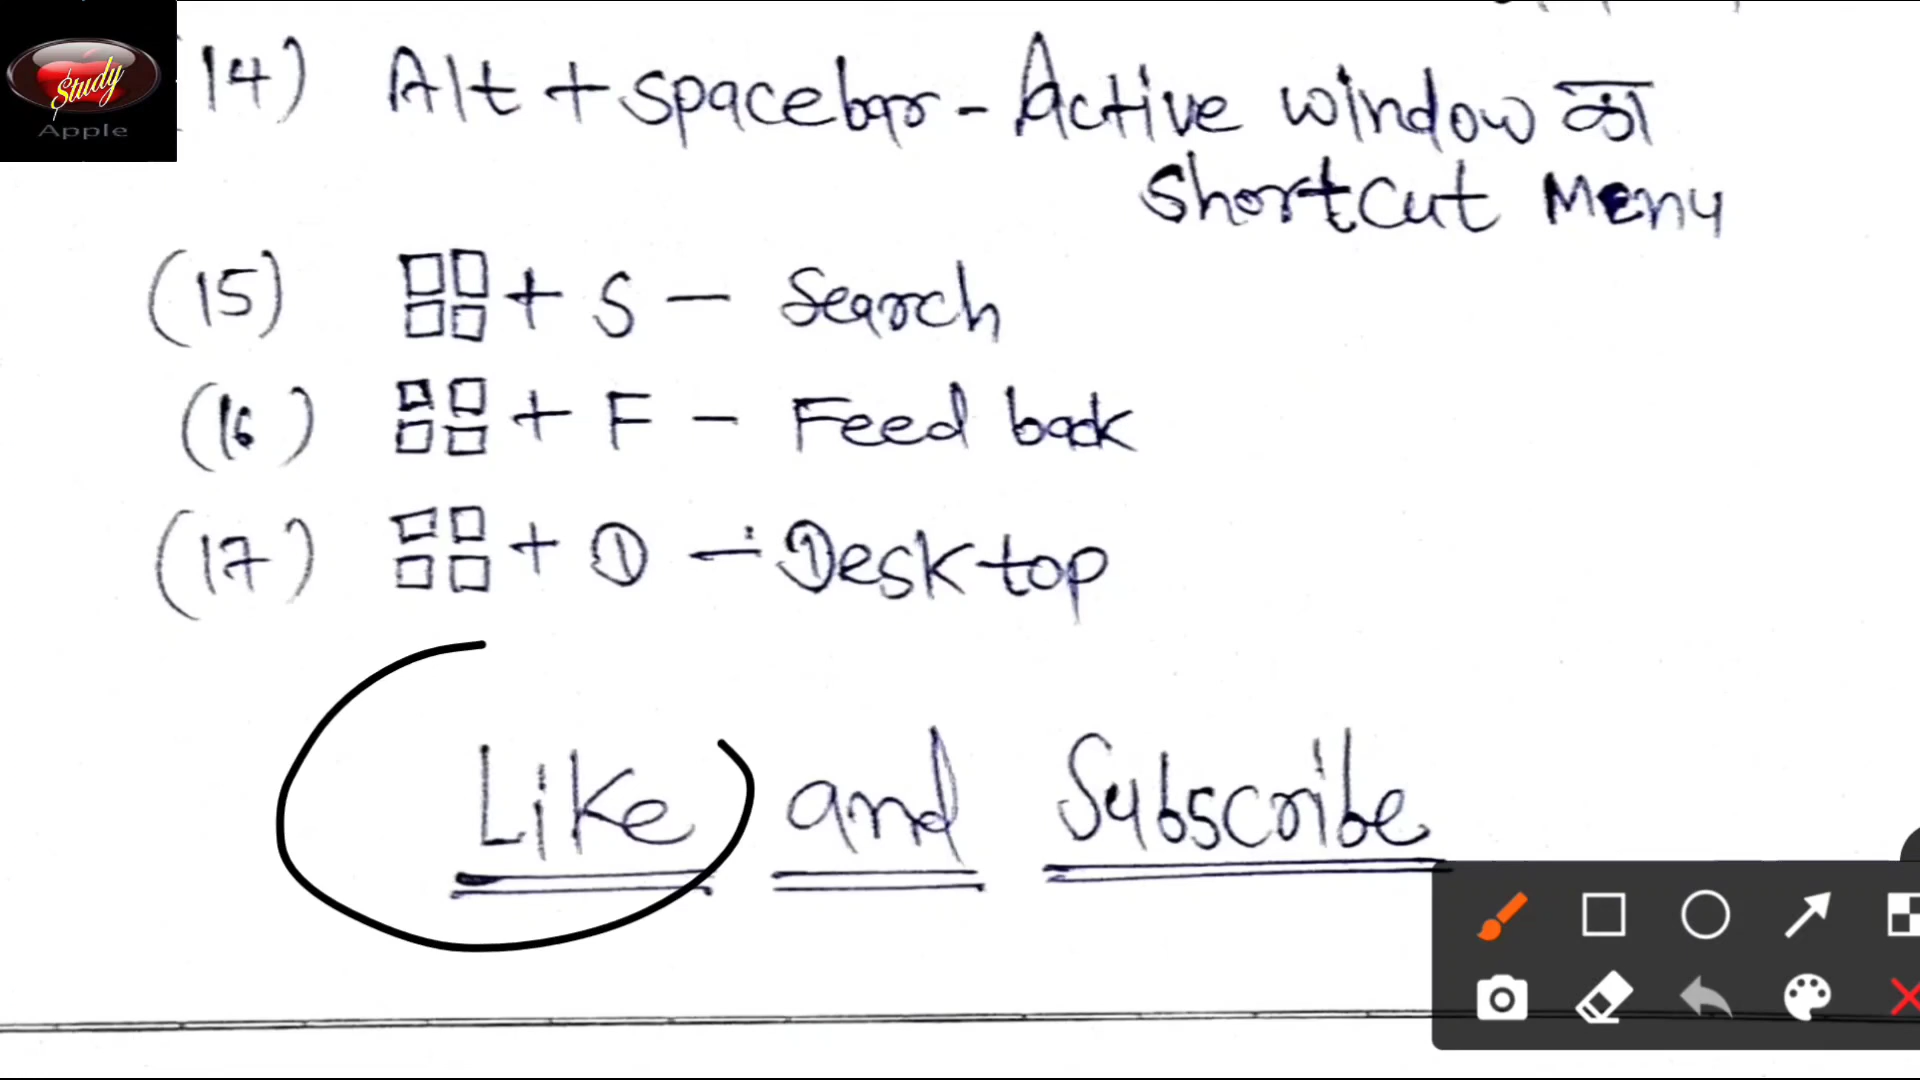 Study
Apple
(14) Alt + spacebar - Active window का
shortcut Menu
(15) + S - Search
(16) + F - Feed back
(17) + D - Desktop
Like and Subscribe